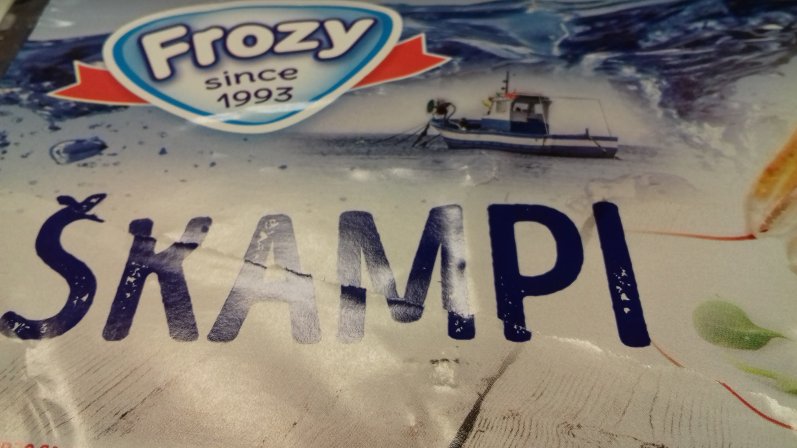 Frozy
since
1993
ŠKAMPI